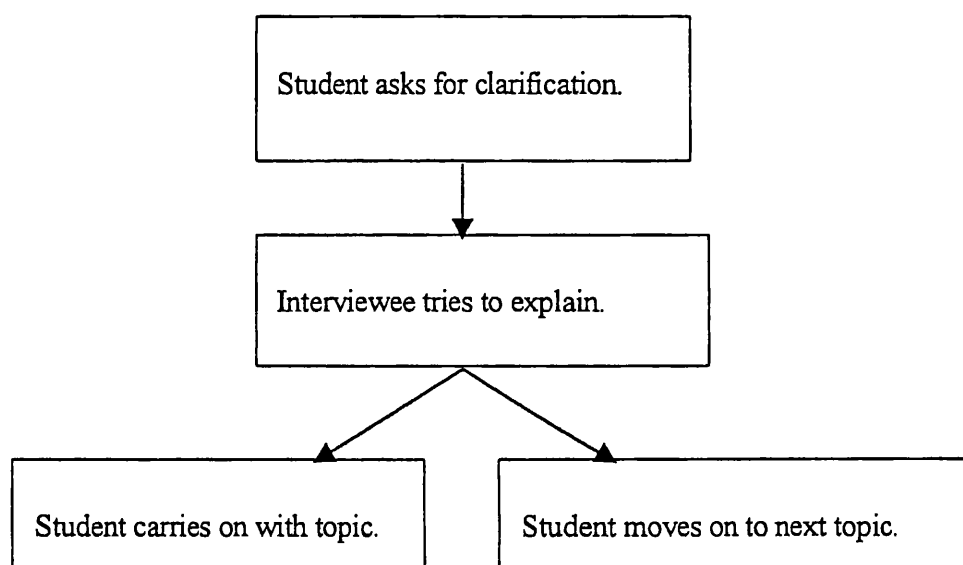 Student asks for clarification.
Interviewee tries to explain.
Student carries on with topic.
Student moves on to next topic.